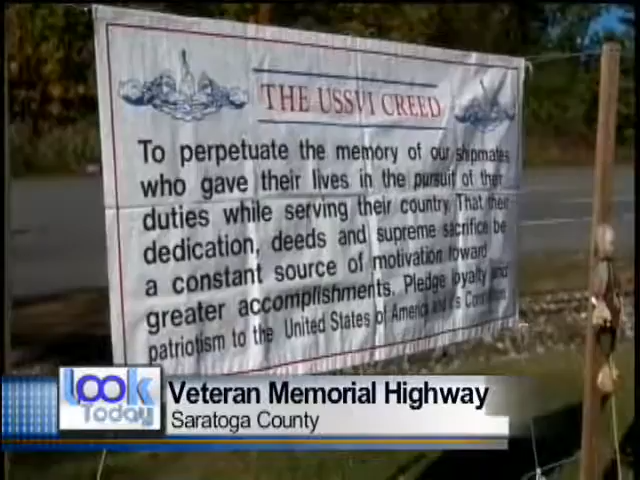 THE USSVI CREED
To perpetuate the memory of our shipmates
who gave their lives in the pursuit of their
duties while serving their country. That their
dedication, deeds and supreme sacrifice be
a constant source of motivation toward
greater accomplishments. Pledge loyalty and
patriotism to the United States of America and its
look Today
Veteran Memorial Highway
Saratoga County